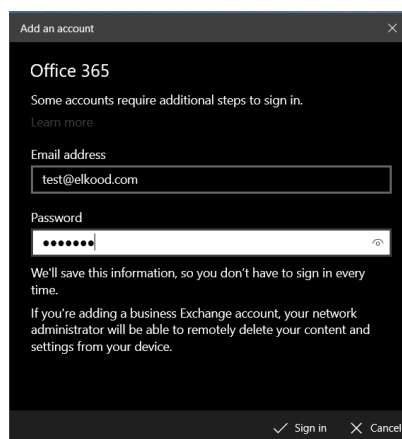 Add an account
Office 365
Some accounts require additional steps to sign in.
Learn more
Email address
test@elkood.com
Password
●●●●●●●
We'll save this information, so you don't have to sign in every
time.
If you're adding a business Exchange account, your network
administrator will be able to remotely delete your content and
settings from your device.
Sign in Cancel